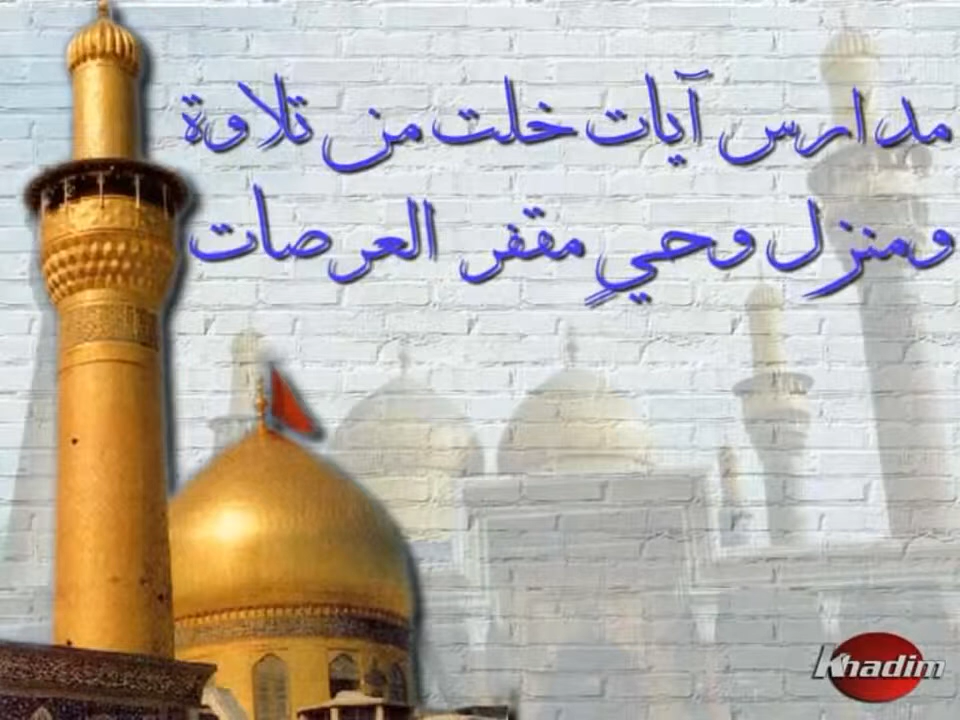 مدارس آيات خلت من تلاوة
ومنزل وحيٍ مقفر العرصات
Khadim